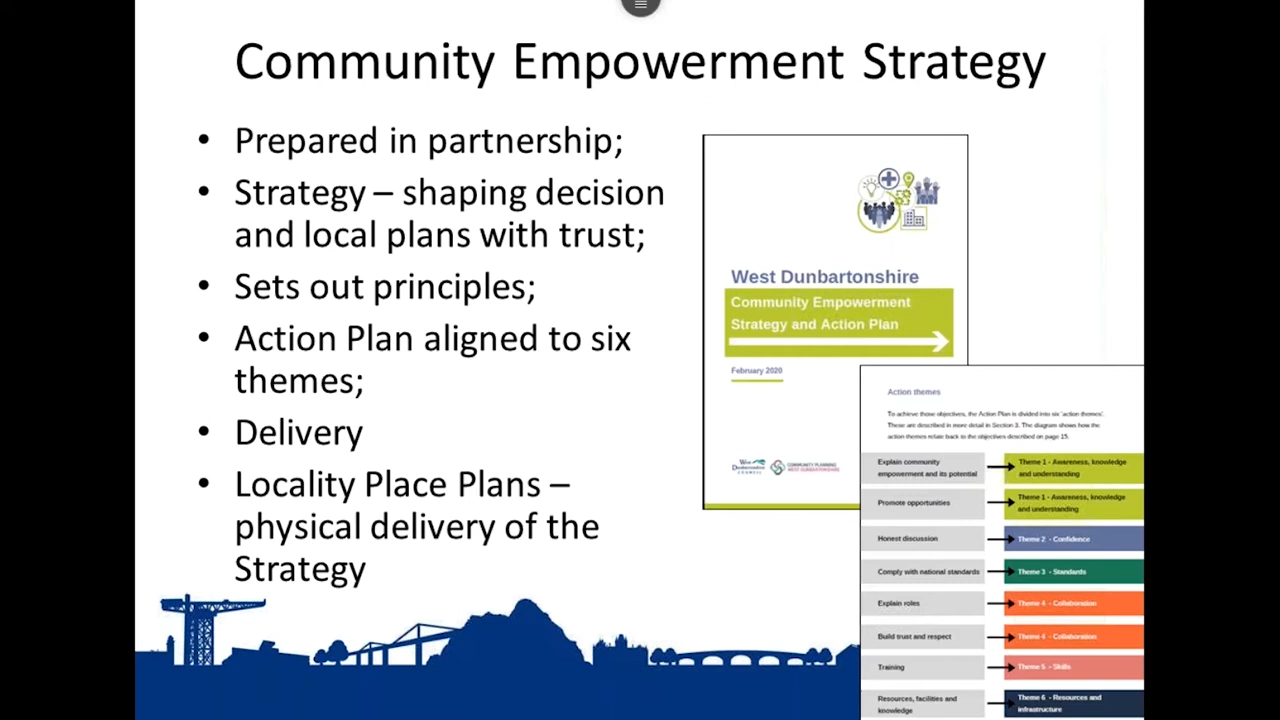 Community Empowerment Strategy
• Prepared in partnership;
• Strategy – shaping decision
and local plans with trust;
• Sets out principles;
• Action Plan aligned to six
themes;
• Delivery
• Locality Place Plans –
physical delivery of the
Strategy
West Dunbartonshire
Community Empowerment
Strategy and Action Plan
February 2020
West
Dunbartonshire
COUNCIL
COMMUNITY PLANNING
WEST DUNBARTONSHIRE
Action themes
To achieve those objectives, the Action Plan is divided into six 'action themes'.
These are described in more detail in Section 3. The diagram shows how the
action themes relate back to the objectives described on page 15.
Explain community
empowerment and its potential
Theme 1 - Awareness, knowledge
and understanding
Promote opportunities
Theme 1 - Awareness, knowledge
and understanding
Honest discussion
Theme 2 - Confidence
Comply with national standards
Theme 3 - Standards
Explain roles
Theme 4 - Collaboration
Build trust and respect
Theme 4 - Collaboration
Training
Theme 5 - Skills
Resources, facilities and
knowledge
Theme 6 - Resources and
infrastructure